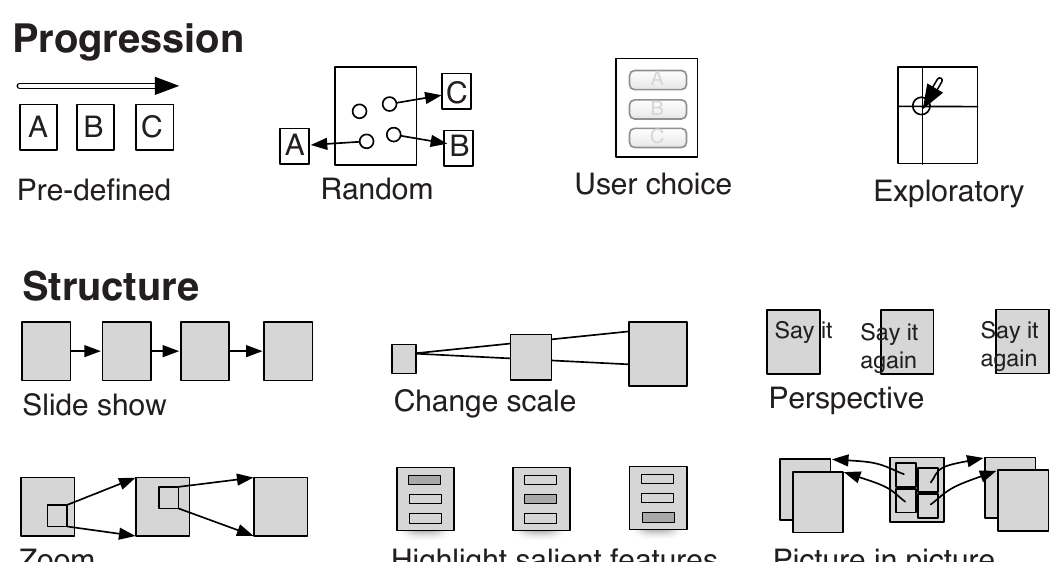 Progression
A B C
A C B
A
B
C
Pre-defined
Random
User choice
Exploratory
Structure
Say it
Say it
again
Say it
again
Slide show
Change scale
Perspective
Zoom
Highlight salient features
Picture in picture